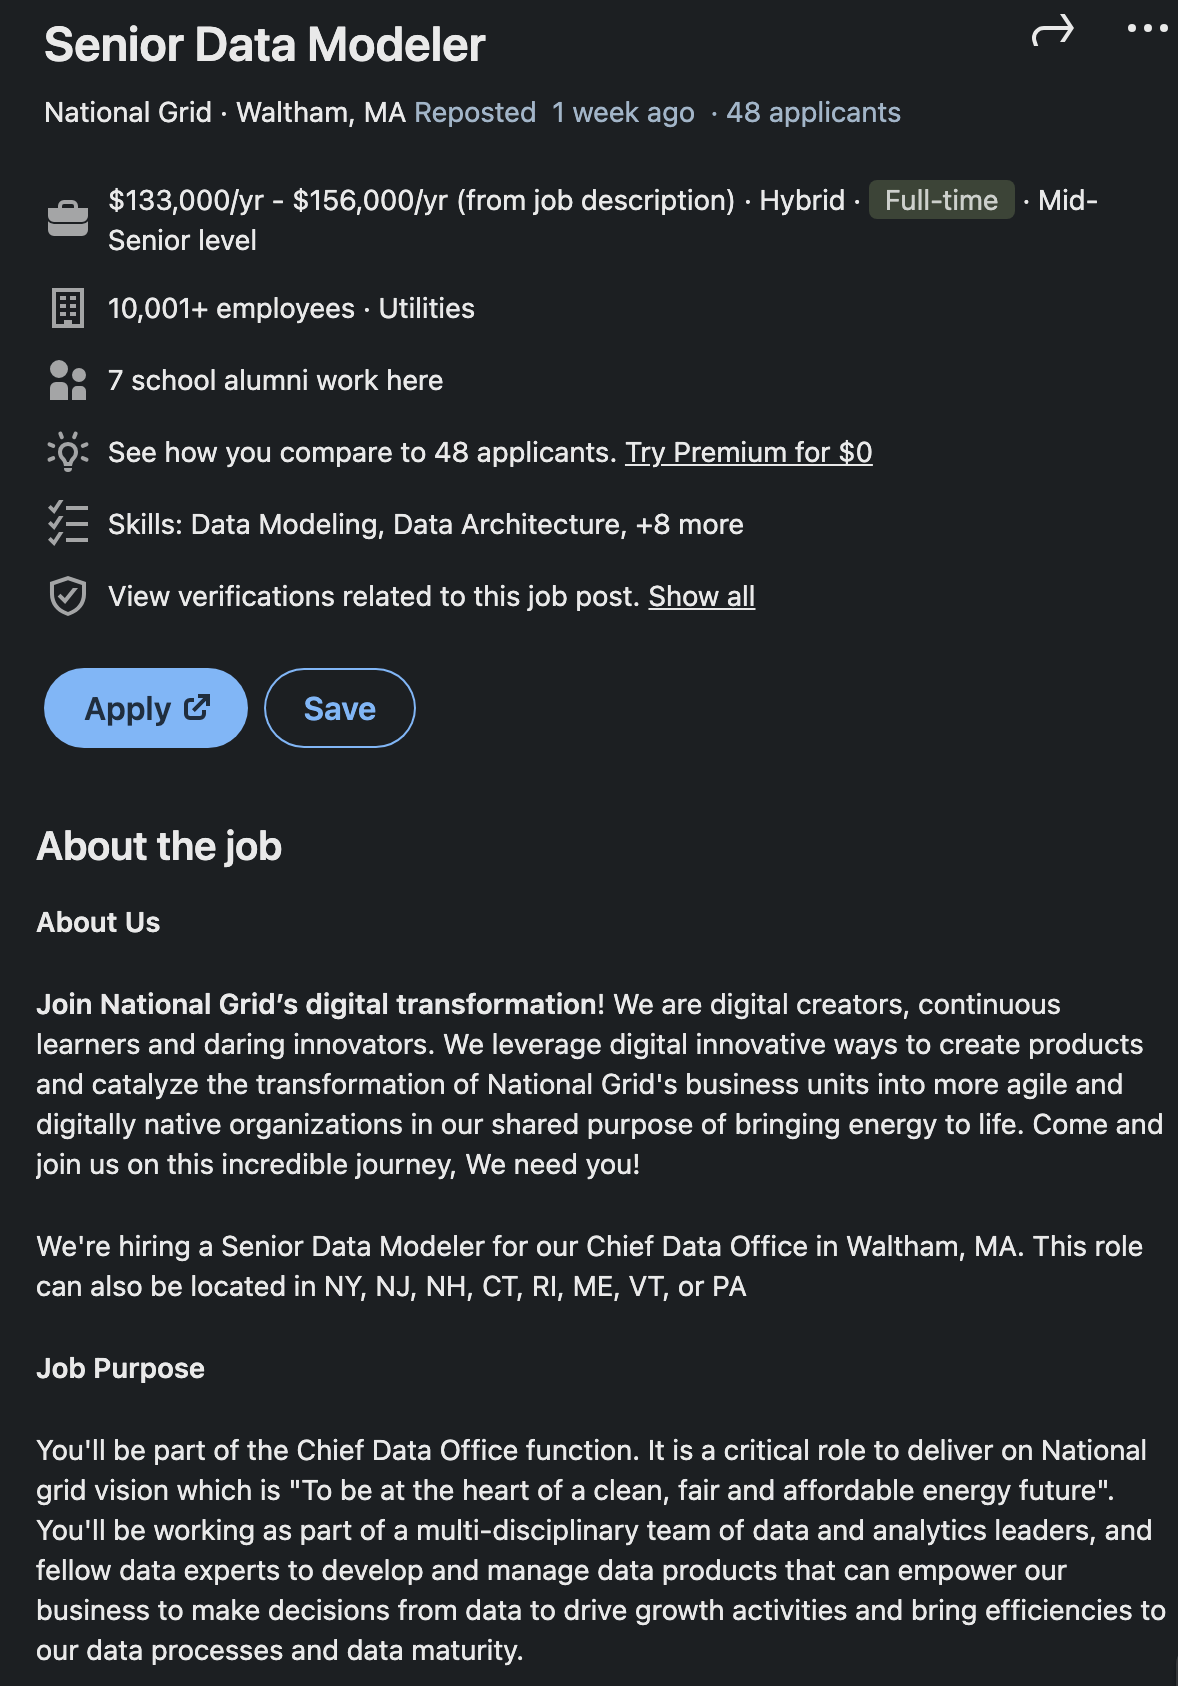 Senior Data Modeler
National Grid · Waltham, MA Reposted 1 week ago · 48 applicants
$133,000/yr - $156,000/yr (from job description) · Hybrid · Full-time · Mid-
Senior level
10,001+ employees · Utilities
7 school alumni work here
See how you compare to 48 applicants. Try Premium for $0
Skills: Data Modeling, Data Architecture, +8 more
View verifications related to this job post. Show all
Apply
Save
About the job
About Us
Join National Grid’s digital transformation! We are digital creators, continuous
learners and daring innovators. We leverage digital innovative ways to create products
and catalyze the transformation of National Grid's business units into more agile and
digitally native organizations in our shared purpose of bringing energy to life. Come and
join us on this incredible journey, We need you!
We're hiring a Senior Data Modeler for our Chief Data Office in Waltham, MA. This role
can also be located in NY, NJ, NH, CT, RI, ME, VT, or PA
Job Purpose
You'll be part of the Chief Data Office function. It is a critical role to deliver on National
grid vision which is "To be at the heart of a clean, fair and affordable energy future".
You'll be working as part of a multi-disciplinary team of data and analytics leaders, and
fellow data experts to develop and manage data products that can empower our
business to make decisions from data to drive growth activities and bring efficiencies to
our data processes and data maturity.